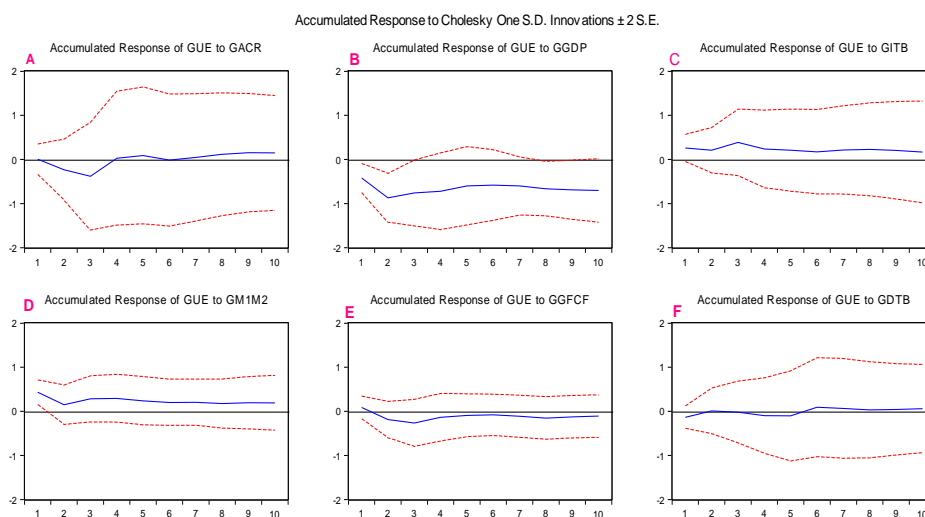 Accumulated Response to Cholesky One S.D. Innovations ± 2 S.E.
A Accumulated Response of GUE to GACR
2
1
0
-1
-2
1 2 3 4 5 6 7 8 9 10
B Accumulated Response of GUE to GGDP
2
1
0
-1
-2
1 2 3 4 5 6 7 8 9 10
C Accumulated Response of GUE to GITB
2
1
0
-1
-2
1 2 3 4 5 6 7 8 9 10
D Accumulated Response of GUE to GM1M2
2
1
0
-1
-2
1 2 3 4 5 6 7 8 9 10
E Accumulated Response of GUE to GGFCF
2
1
0
-1
-2
1 2 3 4 5 6 7 8 9 10
F Accumulated Response of GUE to GDTB
2
1
0
-1
-2
1 2 3 4 5 6 7 8 9 10